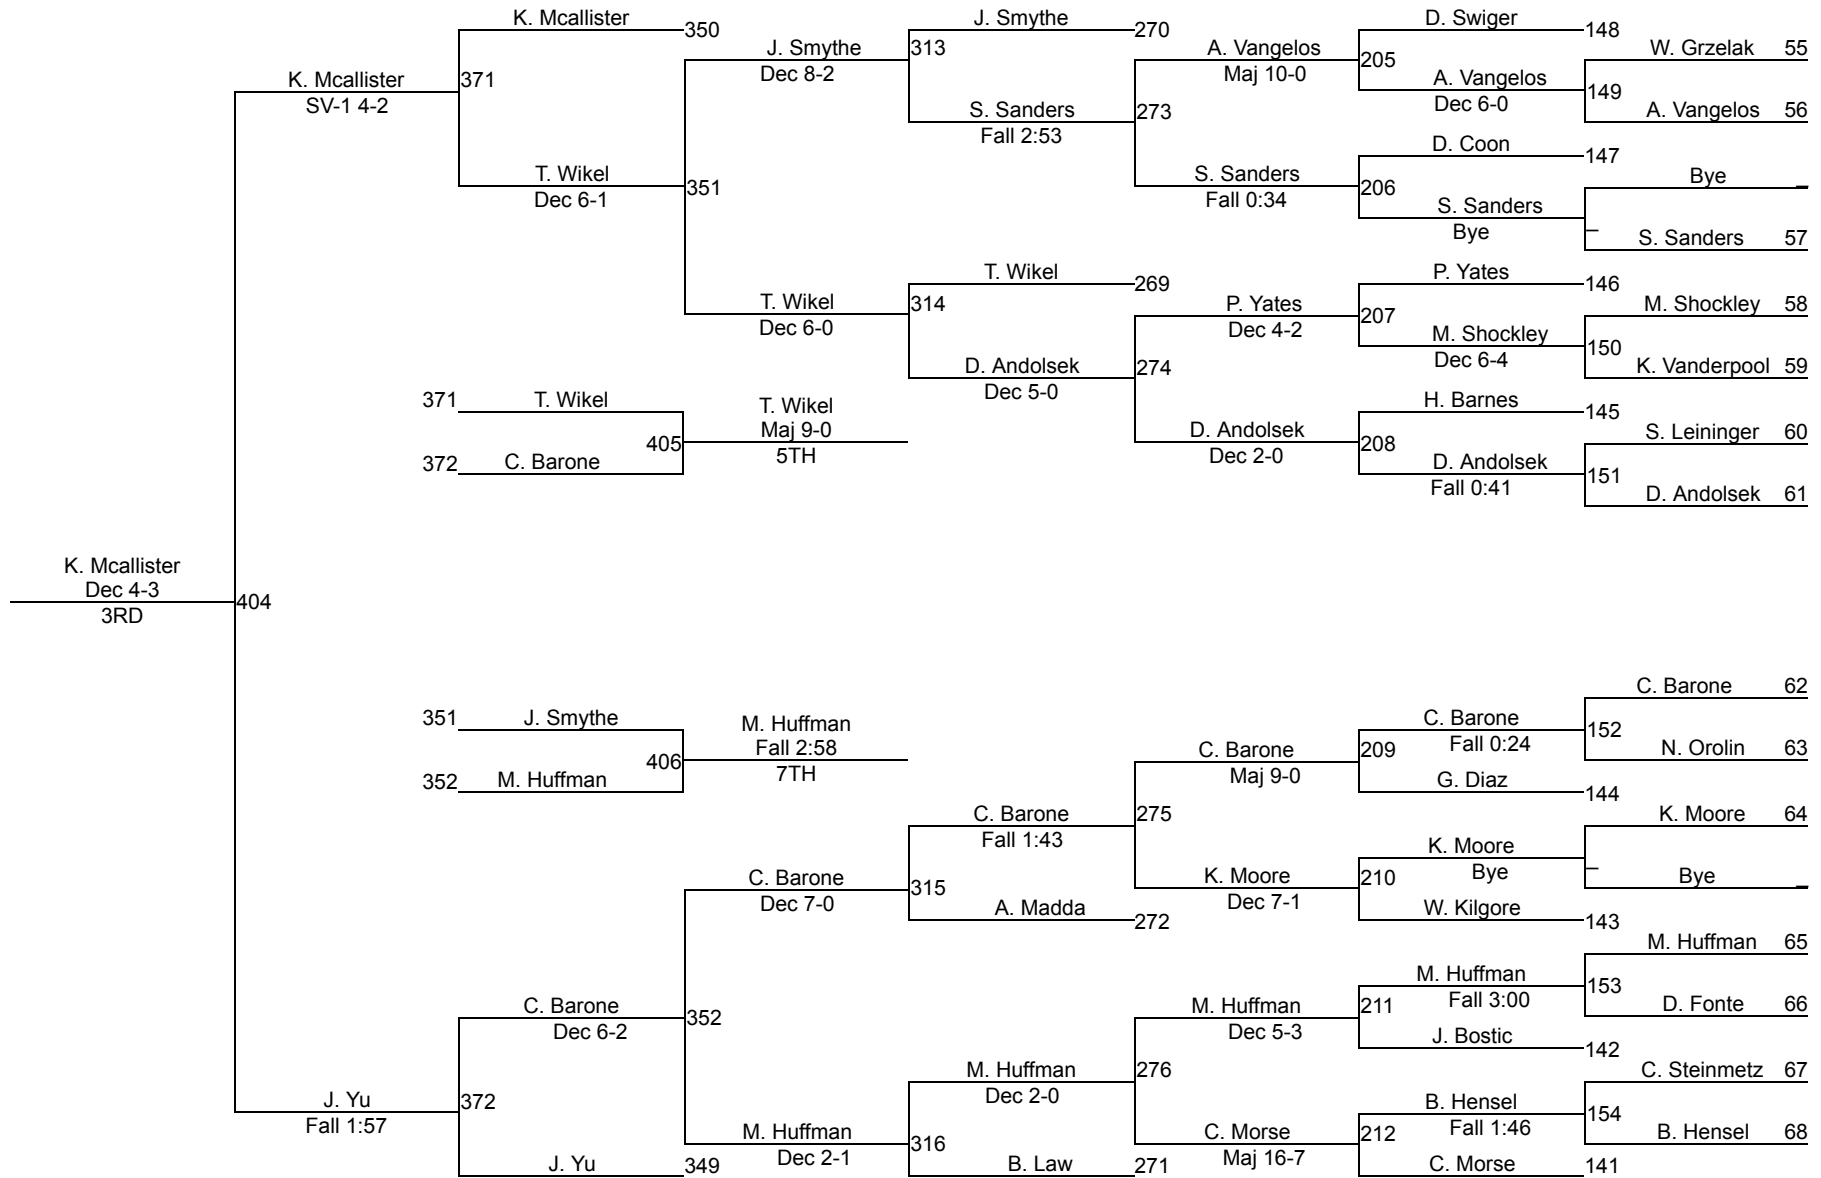 K. Mcallister
J. Smythe
D. Swiger
350
270
148
J. Smythe
313
A. Vangelos
W. Grzelak 55
Dec 8-2
Maj 10-0
205
K. Mcallister
371
A. Vangelos
149
SV-1 4-2
S. Sanders
273
Dec 6-0
A. Vangelos 56
Fall 2:53
D. Coon
147
T. Wikel
S. Sanders
Bye _
Dec 6-1
351
Fall 0:34
206
S. Sanders
Bye
_
S. Sanders 57
T. Wikel
P. Yates
269
146
T. Wikel
314
P. Yates
M. Shockley 58
Dec 6-0
Dec 4-2
207
M. Shockley
150
D. Andolsek
274
Dec 6-4
K. Vanderpool 59
Dec 5-0
371
T. Wikel
T. Wikel
H. Barnes
145
Maj 9-0
D. Andolsek
S. Leininger 60
405
5TH
Dec 2-0
208
372
C. Barone
D. Andolsek
151
Fall 0:41
D. Andolsek 61
K. Mcallister
Dec 4-3
404
3RD
C. Barone 62
351
J. Smythe
M. Huffman
C. Barone
152
Fall 2:58
C. Barone
209
Fall 0:24
N. Orolin 63
406
7TH
Maj 9-0
352
M. Huffman
G. Diaz
144
C. Barone
275
K. Moore 64
Fall 1:43
K. Moore
C. Barone
315
K. Moore
210
Bye
_
Bye _
Dec 7-0
Dec 7-1
A. Madda
272
W. Kilgore
143
M. Huffman 65
M. Huffman
153
C. Barone
352
M. Huffman
211
Fall 3:00
D. Fonte 66
Dec 6-2
Dec 5-3
J. Bostic
142
M. Huffman
276
C. Steinmetz 67
J. Yu
372
Dec 2-0
B. Hensel
154
Fall 1:57
M. Huffman
316
C. Morse
212
Fall 1:46
B. Hensel 68
Dec 2-1
Maj 16-7
J. Yu
349
B. Law
271
C. Morse
141